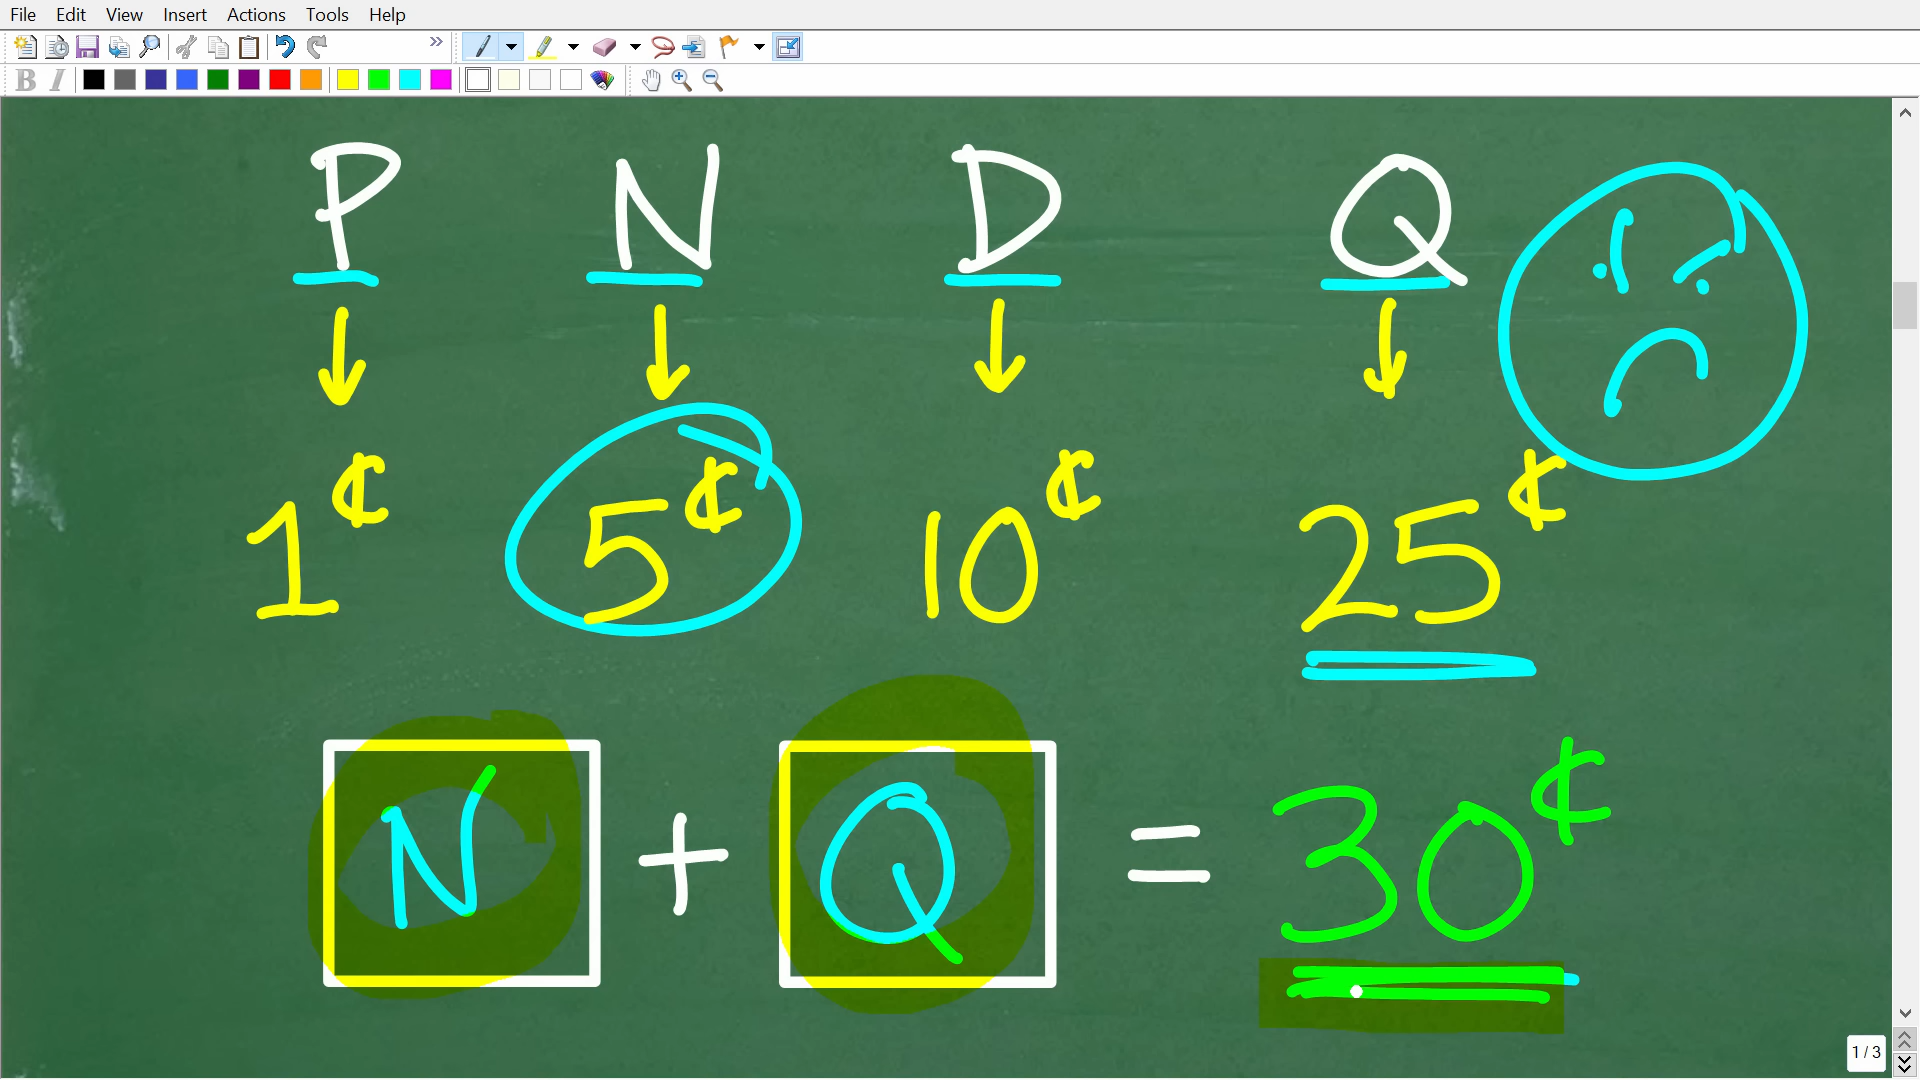 File Edit View Insert Actions Tools Help
B I
P N D Q
1¢ 5¢ 10¢ 25¢
N + Q = 30¢
1 / 3